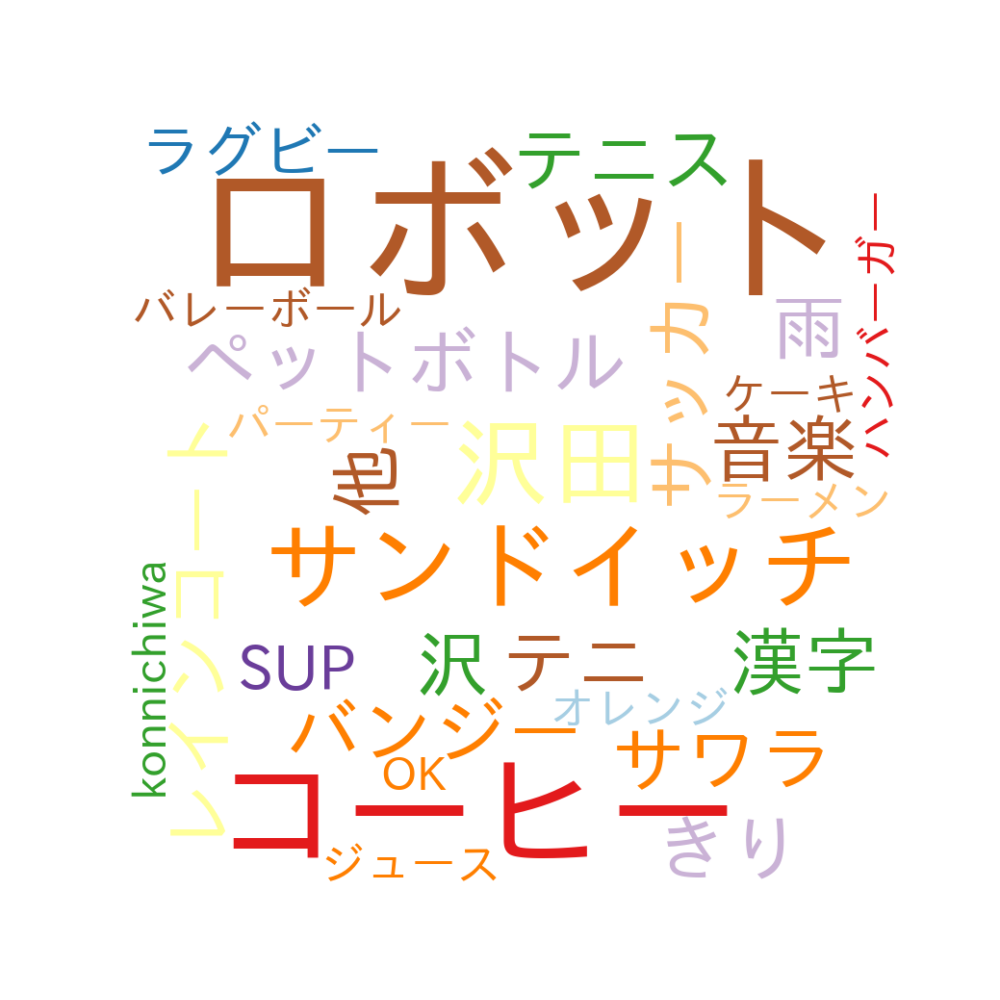 ラグビー
テニス
ロボット
ハンバーガー
バレーボール
雨
サッカー
ペットボトル
ケーキ
パーティー
沢田
音楽
レインコート
他
ラーメン
サンドイッチ
konnichiwa
SUP
沢
テニ
漢字
オレンジ
バンジー
サワラ
OK
コーヒー
きり
ジュース